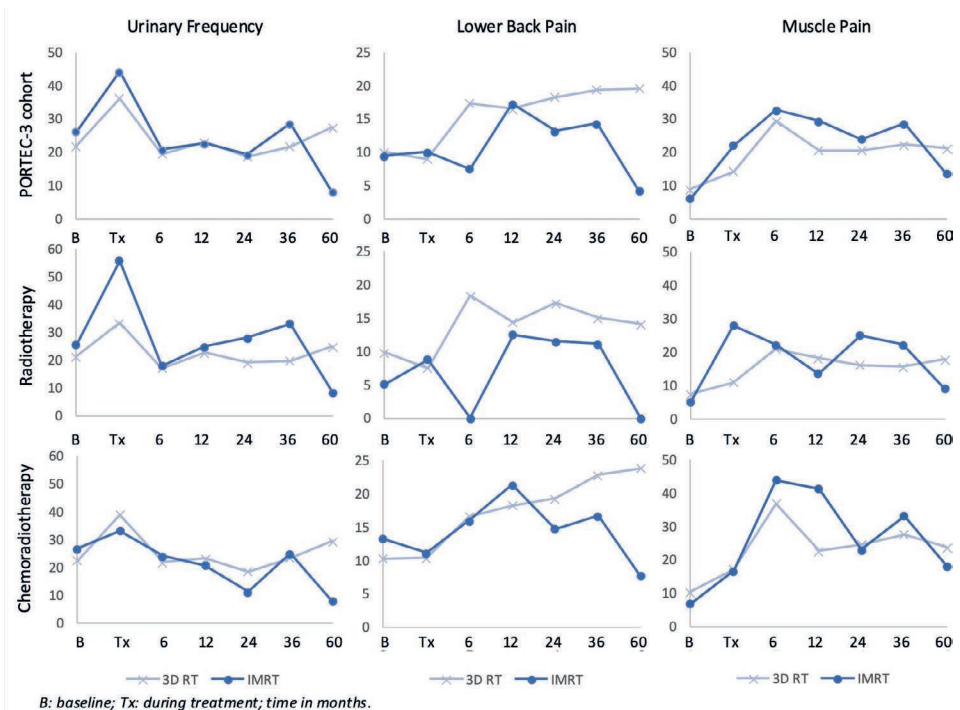 Urinary Frequency Lower Back Pain Muscle Pain
PORTEC-3 cohort
50 40 30 20 10 0
B Tx 6 12 24 36 60
25 20 15 10 5 0
B Tx 6 12 24 36 60
50 40 30 20 10 0
B Tx 6 12 24 36 60
Radiotherapy
60 50 40 30 20 10 0
B Tx 6 12 24 36 60
25 20 15 10 5 0
B Tx 6 12 24 36 60
50 40 30 20 10 0
B Tx 6 12 24 36 60
Chemoradiotherapy
60 50 40 30 20 10 0
B Tx 6 12 24 36 60
25 20 15 10 5 0
B Tx 6 12 24 36 60
50 40 30 20 10 0
B Tx 6 12 24 36 60
3D RT IMRT 3D RT IMRT 3D RT IMRT
B: baseline; Tx: during treatment; time in months.